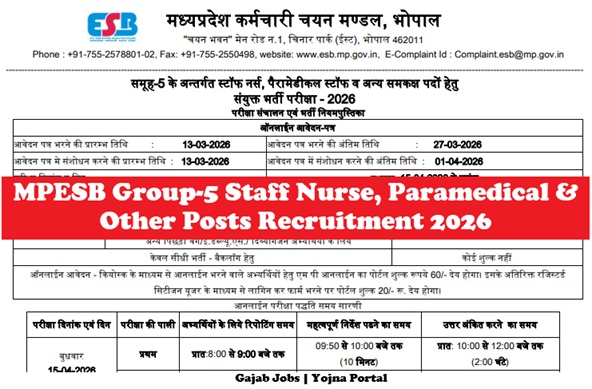 ESB
मध्यप्रदेश कर्मचारी चयन मण्डल, भोपाल
"चयन भवन" मेन रोड न.1, चिनार पार्क (ईस्ट), भोपाल 462011
Phone : +91-755-2578801-02, Fax: +91-755-2550498, website : www.esb.mp.gov.in, E-Complaint Id : Complaint.esb@mp.gov.in
समूह-5 के अन्तर्गत स्टॉफ नर्स, पैरामेडीकल स्टॉफ व अन्य समकक्ष पदों हेतु
संयुक्त भर्ती परीक्षा - 2026
परीक्षा संचालन एवं भर्ती नियमपुस्तिका
ऑनलाईन आवेदन-पत्र
आवेदन पत्र भरने की प्रारम्भ तिथि : 13-03-2026 आवेदन पत्र भरने की अंतिम तिथि : 27-03-2026
आवेदन पत्र मे संशोधन करने की प्रारंभ तिथि : 13-03-2026 आवेदन पत्र में संशोधन करने की अंतिम तिथि : 01-04-2026
MPESB Group-5 Staff Nurse, Paramedical &
Other Posts Recruitment 2026
अन्य पिछड़ा वर्ग/ई.डब्ल्यू.एस./ दिव्यांगजन अभ्यर्थियों के लिये
केवल सीधी भर्ती - बैकलॉग हेतु कोई शुल्क नहीं
ऑनलाईन आवेदन - कियोस्क के माध्यम से आनलाईन भरने वाले अभ्यर्थियों हेतु एम पी आनलाईन का पोर्टल शुल्क रूपये 60/- देय होगा। इसके अतिरिक्त रजिस्टर्ड
सिटीजन यूजर के माध्यम से लागिन कर फार्म भरने पर पोर्टल शुल्क 20/- रू. देय होगा।
आनलाईन परीक्षा पद्धति समय सारणी
परीक्षा दिनांक एवं दिन परीक्षा की पाली अभ्यर्थियों के लिए रिपोर्टिंग समय महत्वपूर्ण निर्देश पढने का समय उत्तर अंकित करने का समय
बुधवार
15-04-2026
प्रथम प्रातः8:00 से 9:00 बजे तक
09:50 से 10:00 बजे तक
(10 मिनट)
प्रातः 10:00 से 12:00 बजे तक
(2:00 घंटे)
Gajab Jobs | Yojna Portal